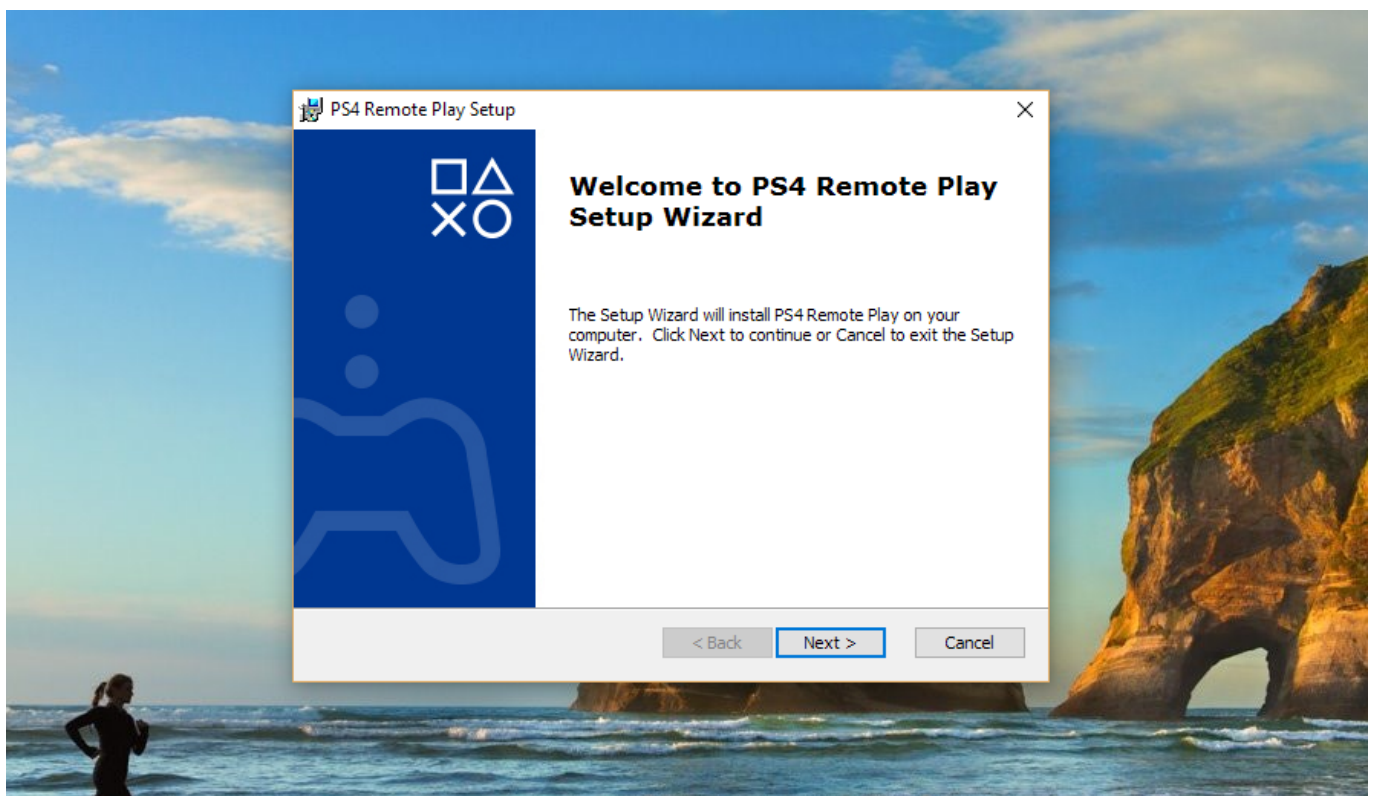 PS4 Remote Play Setup
Welcome to PS4 Remote Play
Setup Wizard
The Setup Wizard will install PS4 Remote Play on your
computer.  Click Next to continue or Cancel to exit the Setup
Wizard.
< Back
Next >
Cancel